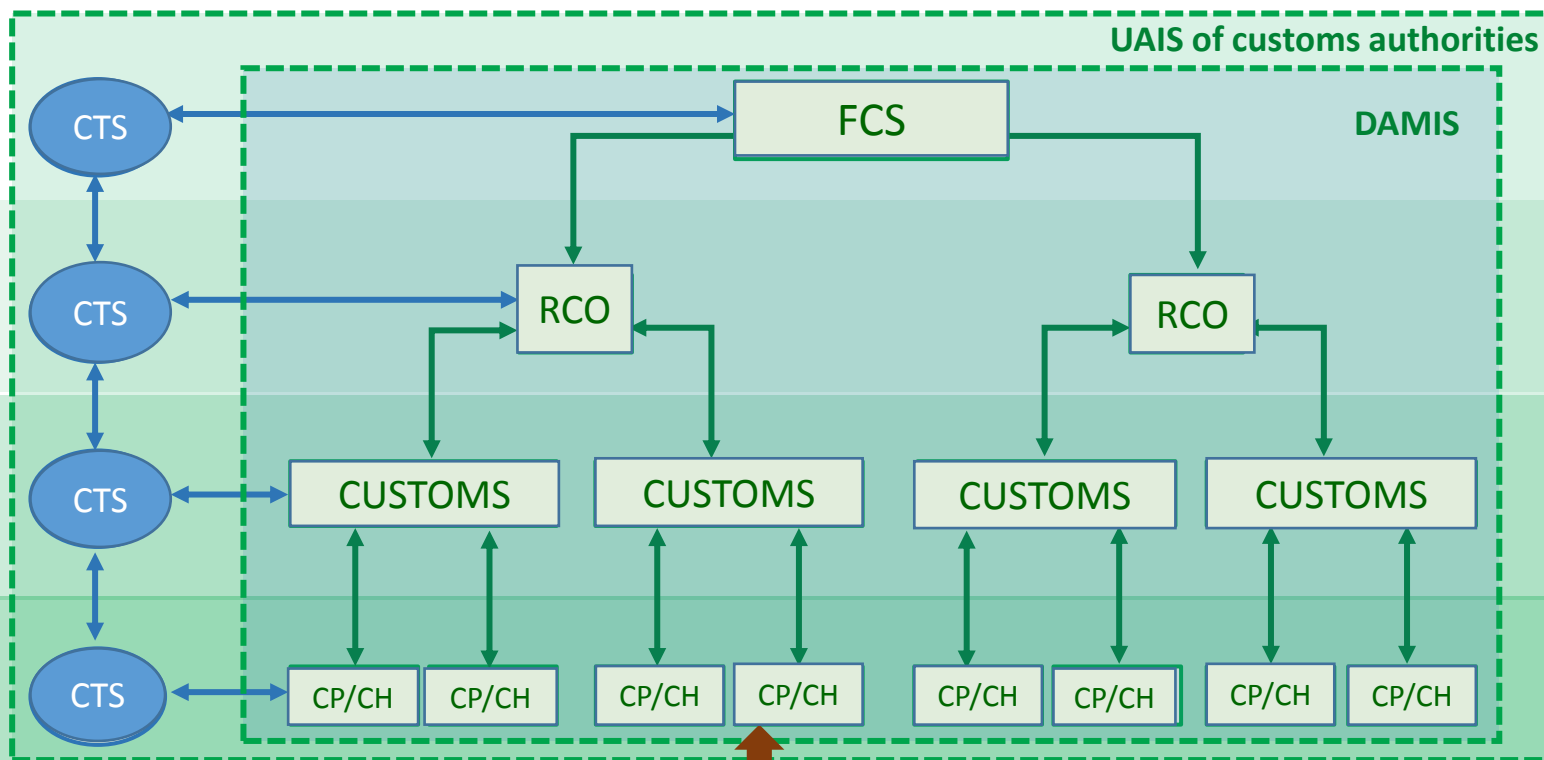 UAIS of customs authorities
CTS
FCS
DAMIS
CTS
RCO
RCO
CTS
CUSTOMS
CUSTOMS
CUSTOMS
CUSTOMS
CTS
CP/CH
CP/CH
CP/CH
CP/CH
CP/CH
CP/CH
CP/CH
CP/CH